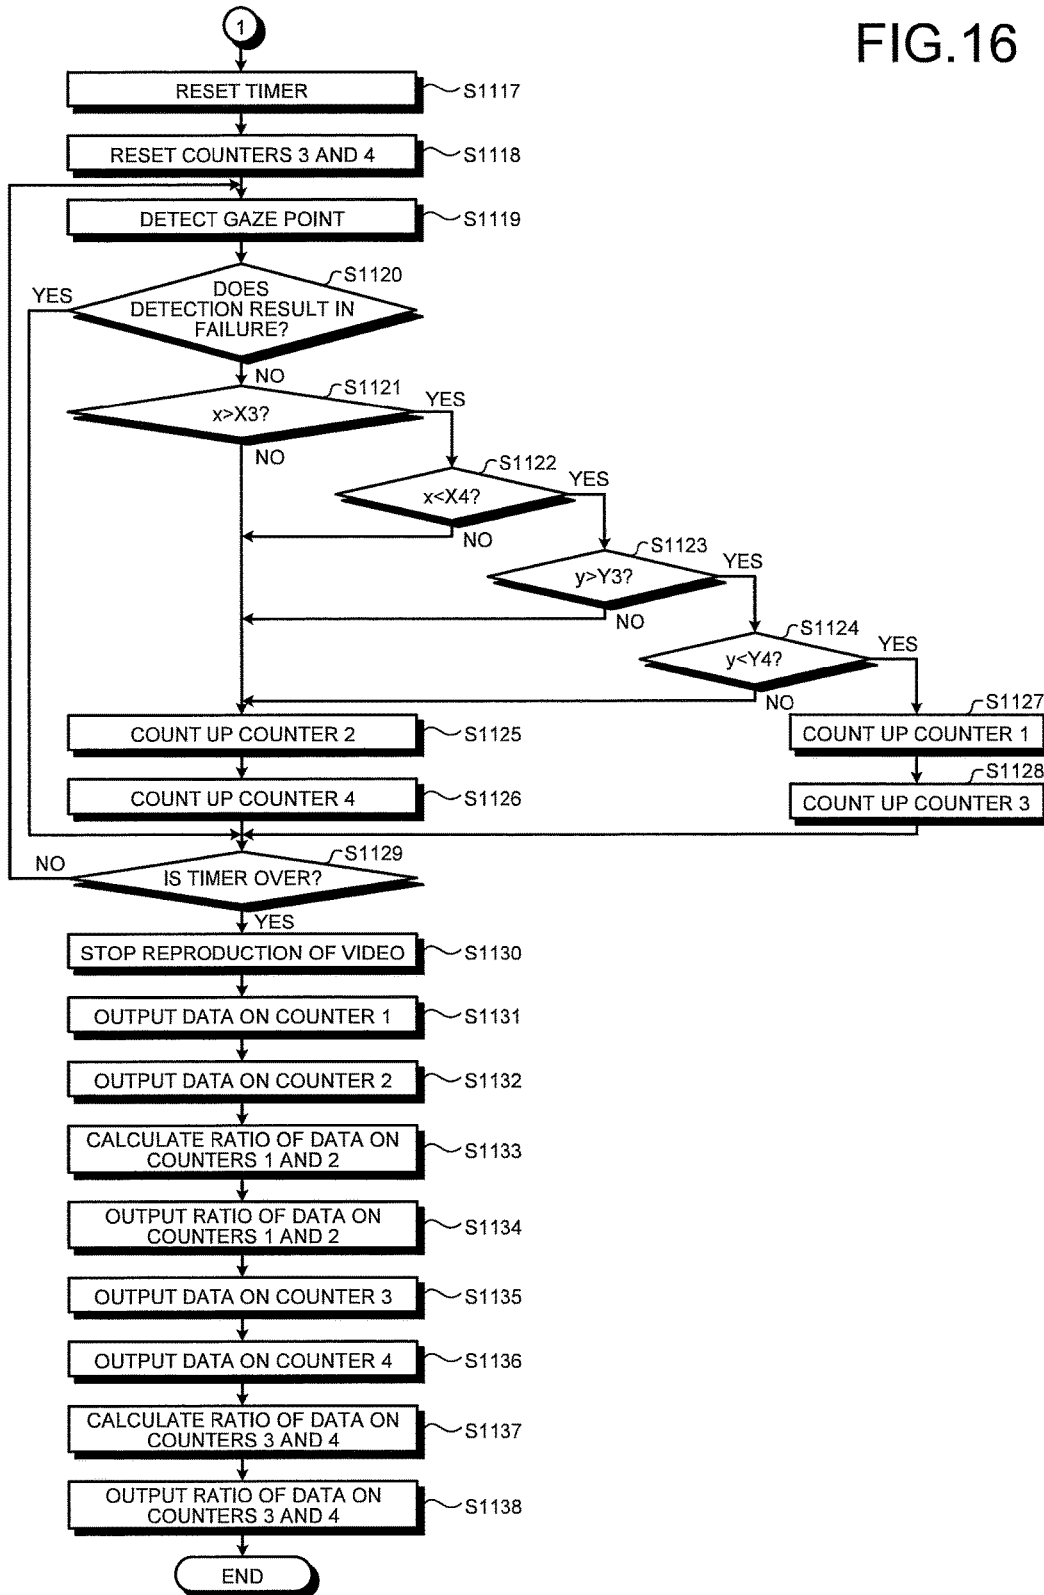 FIG.16
1
RESET TIMER
S1117
RESET COUNTERS 3 AND 4
S1118
DETECT GAZE POINT
S1119
S1120
YES
DOES
DETECTION RESULT IN
FAILURE?
NO
S1121
x>X3?
YES
NO
S1122
x<X4?
YES
NO
S1123
y>Y3?
YES
NO
S1124
y<Y4?
YES
NO
COUNT UP COUNTER 2
S1125
S1127
COUNT UP COUNTER 1
COUNT UP COUNTER 4
S1126
S1128
COUNT UP COUNTER 3
S1129
NO
IS TIMER OVER?
YES
STOP REPRODUCTION OF VIDEO
S1130
OUTPUT DATA ON COUNTER 1
S1131
OUTPUT DATA ON COUNTER 2
S1132
CALCULATE RATIO OF DATA ON
COUNTERS 1 AND 2
S1133
OUTPUT RATIO OF DATA ON
COUNTERS 1 AND 2
S1134
OUTPUT DATA ON COUNTER 3
S1135
OUTPUT DATA ON COUNTER 4
S1136
CALCULATE RATIO OF DATA ON
COUNTERS 3 AND 4
S1137
OUTPUT RATIO OF DATA ON
COUNTERS 3 AND 4
S1138
END